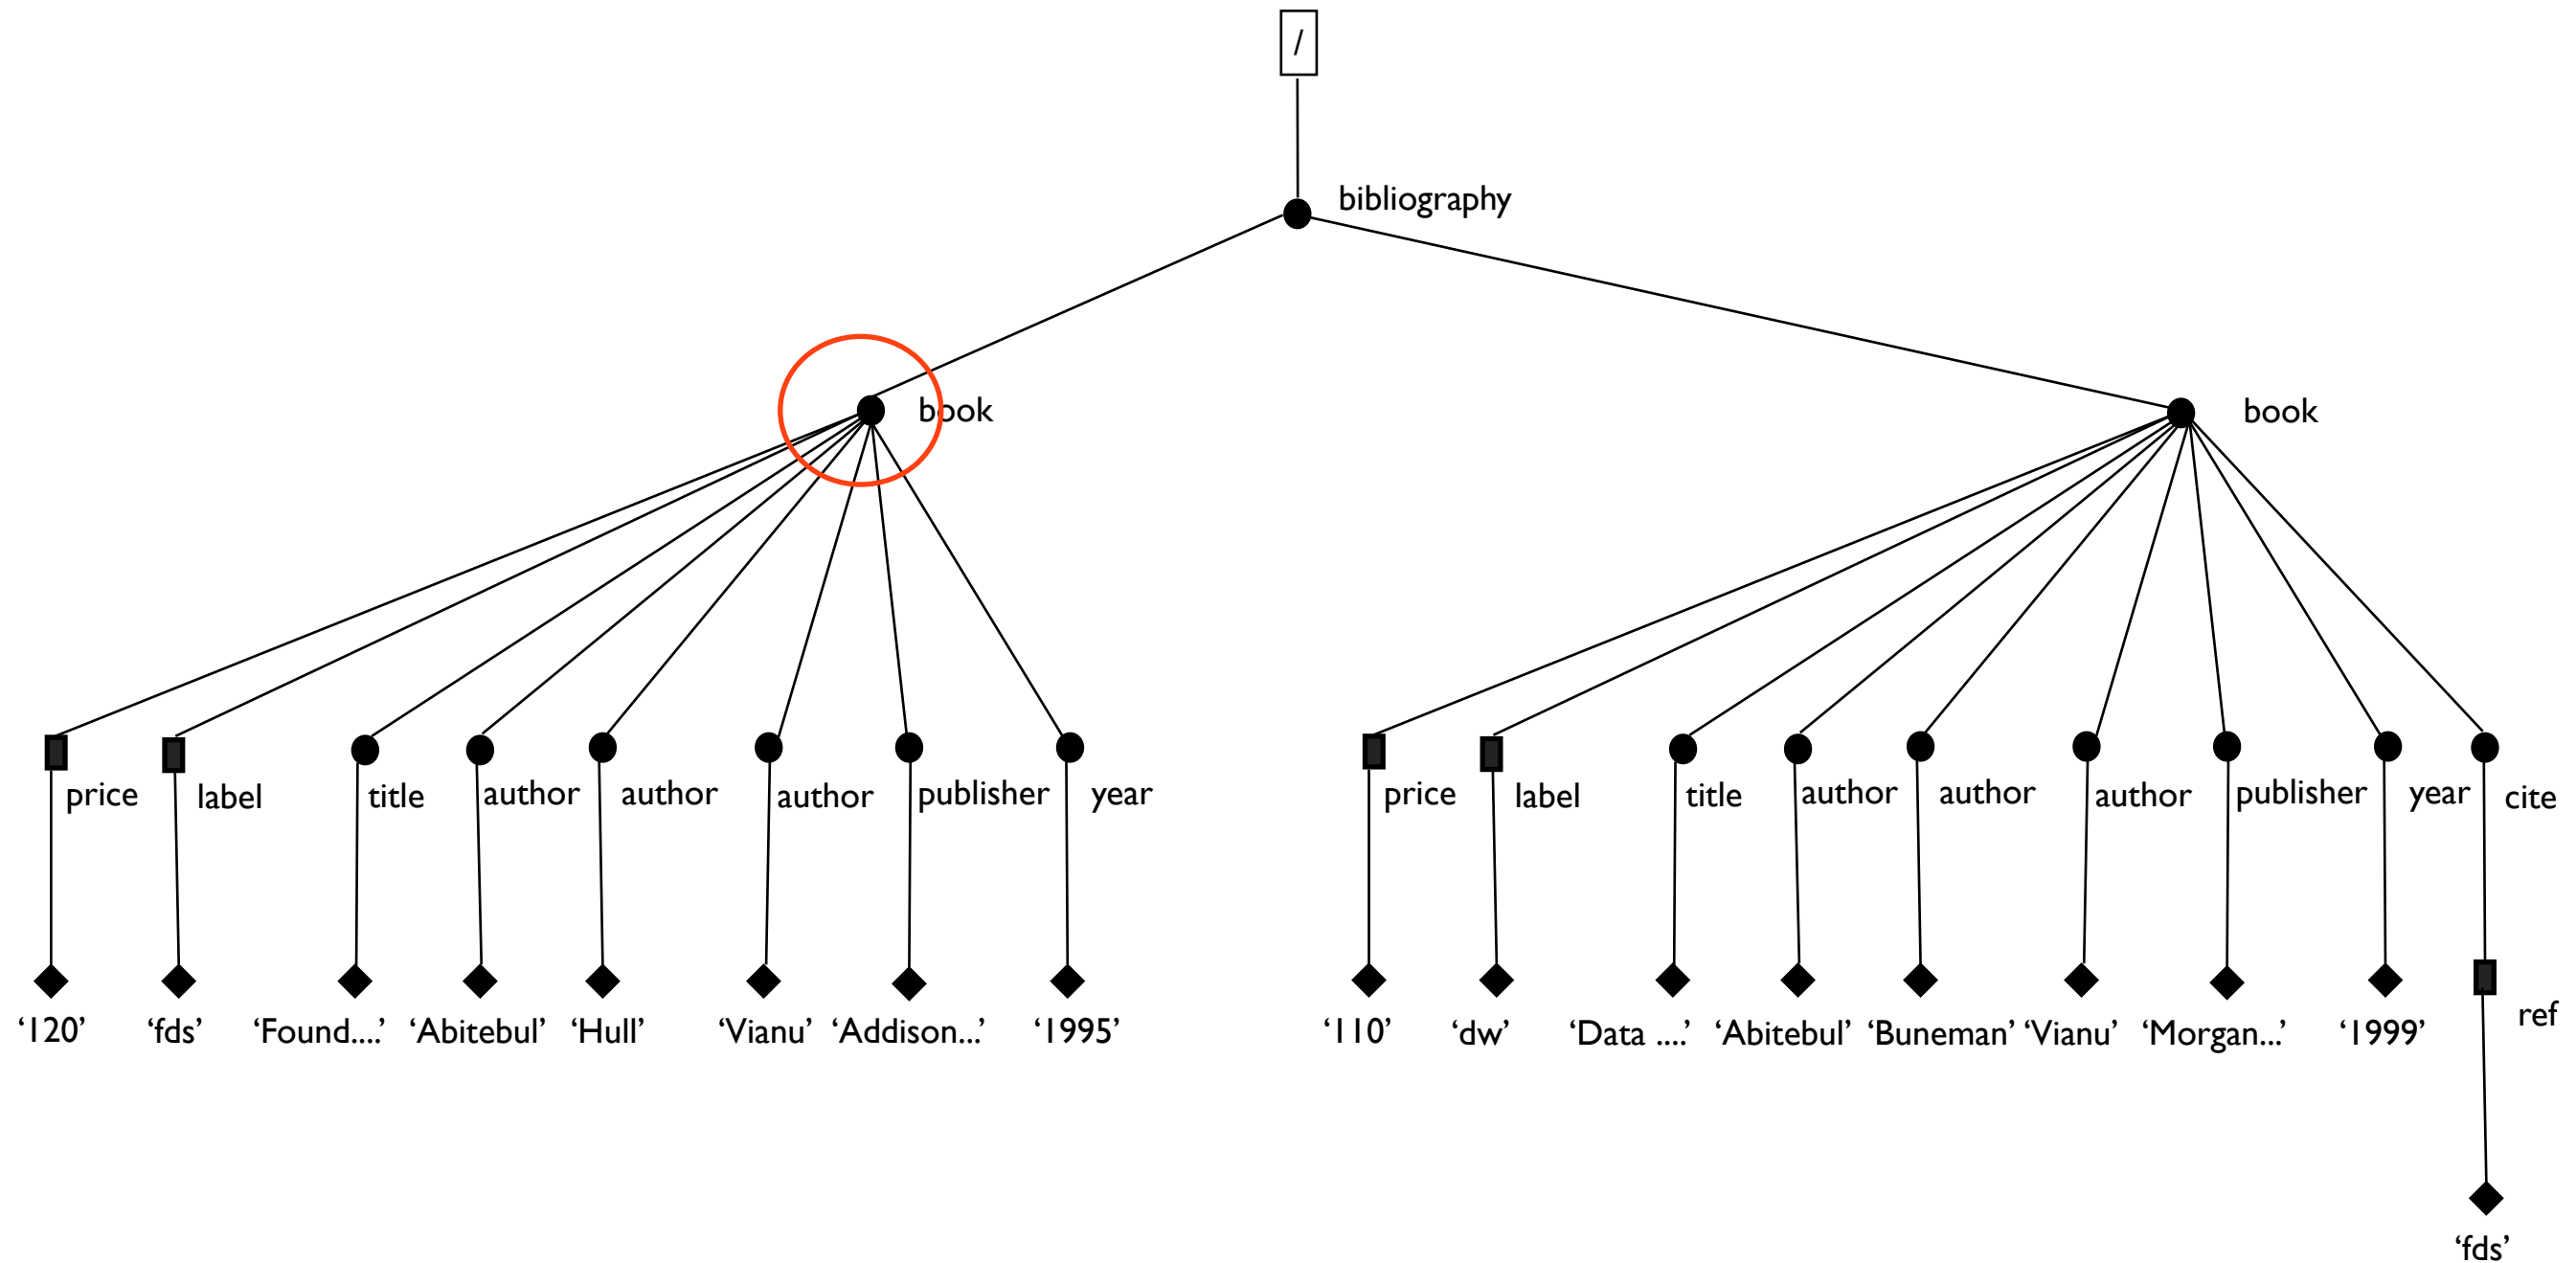 /
bibliography
book book
price label title author author author publisher year price label title author author author publisher year cite
‘120’ ‘fds’ ‘Found....’ ‘Abitebul’ ‘Hull’ ‘Vianu’ ‘Addison...’ ‘1995’ ‘110’ ‘dw’ ‘Data ....’ ‘Abitebul’ ‘Buneman’ ‘Vianu’ ‘Morgan...’ ‘1999’ ref
‘fds’